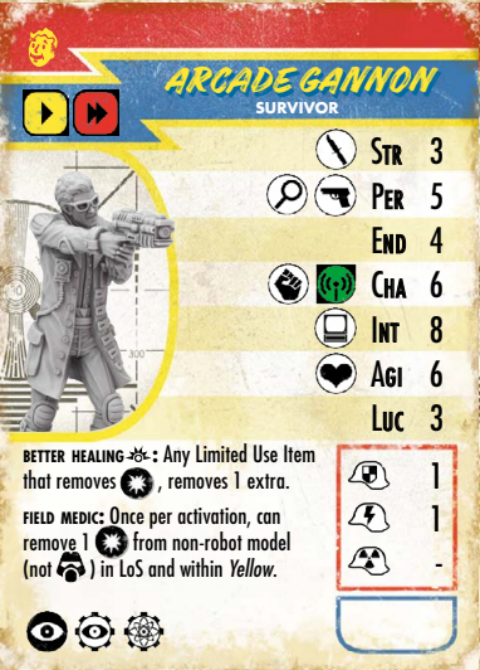 ARCADE GANNON
SURVIVOR
STR 3
PER 5
END 4
CHA 6
INT 8
AGI 6
LUC 3
300
BETTER HEALING: Any Limited Use Item
that removes , removes 1 extra.
FIELD MEDIC: Once per activation, can
remove 1 from non-robot model
(not ) in LoS and within Yellow.
1
1
-